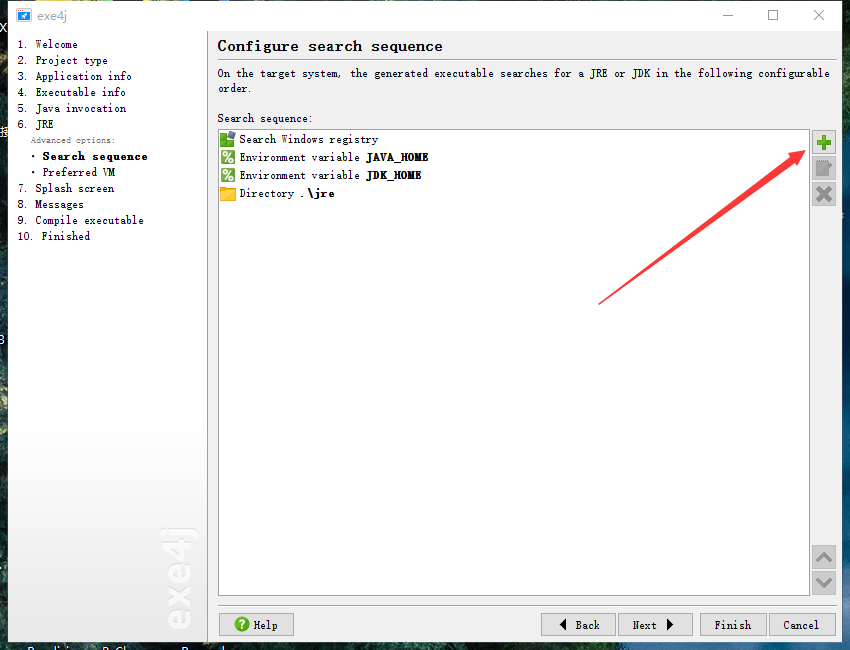 exe4j
1. Welcome
2. Project type
3. Application info
4. Executable info
5. Java invocation
6. JRE
Advanced options:
· Search sequence
· Preferred VM
7. Splash screen
8. Messages
9. Compile executable
10. Finished
exe4j
Configure search sequence
On the target system, the generated executable searches for a JRE or JDK in the following configurable
order.
Search sequence:
Search Windows registry
Environment variable JAVA_HOME
Environment variable JDK_HOME
Directory .\jre
Help
Back
Next
Finish
Cancel